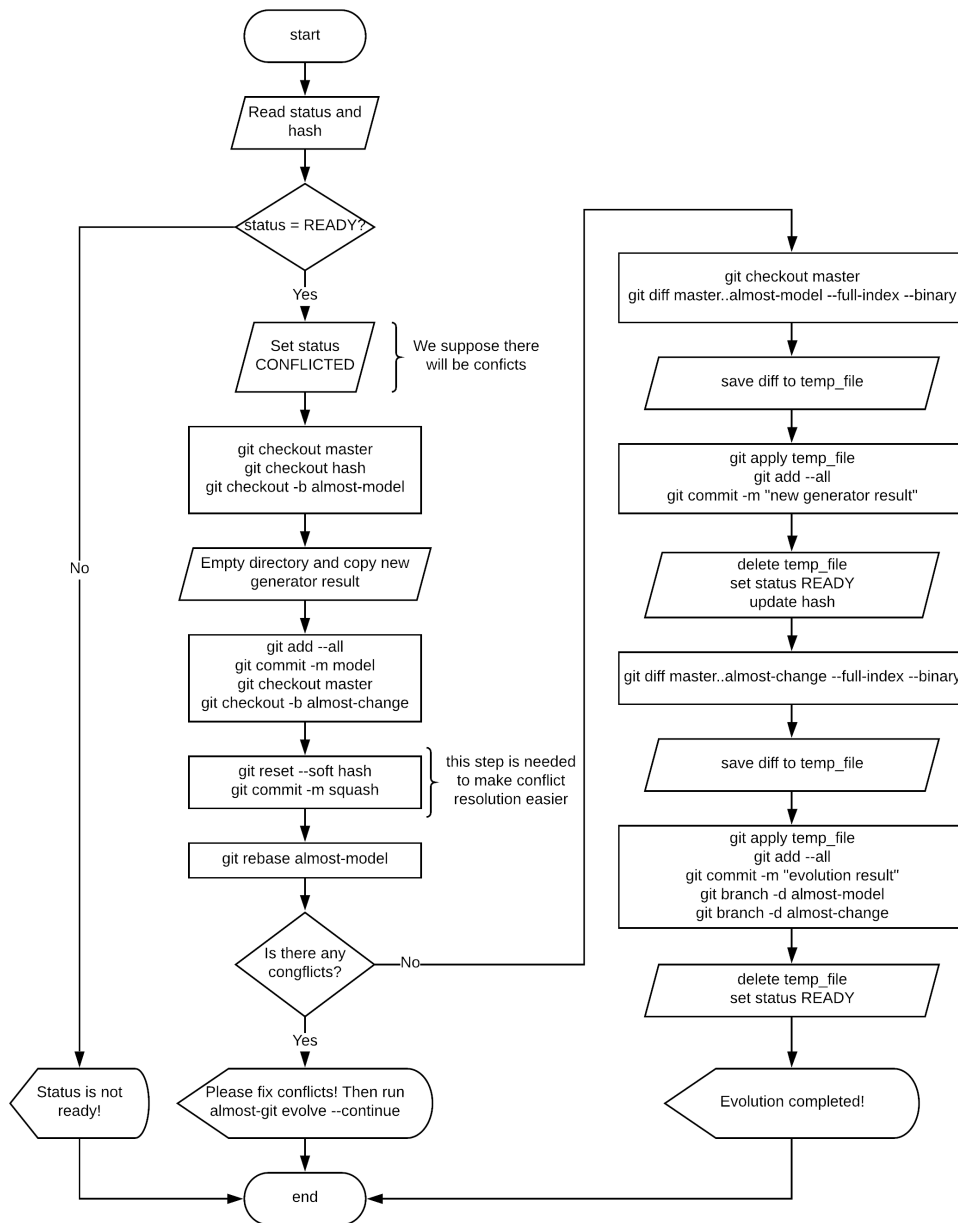 start
Read status and
hash
status = READY?
Yes
Set status
CONFLICTED
We suppose there
will be conficts
git checkout master
git checkout hash
git checkout -b almost-model
No
Empty directory and copy new
generator result
git add --all
git commit -m model
git checkout master
git checkout -b almost-change
git reset --soft hash
git commit -m squash
this step is needed
to make conflict
resolution easier
git rebase almost-model
Is there any
congflicts?
No
Yes
Status is not
ready!
Please fix conflicts! Then run
almost-git evolve --continue
git checkout master
git diff master..almost-model --full-index --binary
save diff to temp_file
git apply temp_file
git add --all
git commit -m "new generator result"
delete temp_file
set status READY
update hash
git diff master..almost-change --full-index --binary
save diff to temp_file
git apply temp_file
git add --all
git commit -m "evolution result"
git branch -d almost-model
git branch -d almost-change
delete temp_file
set status READY
Evolution completed!
end